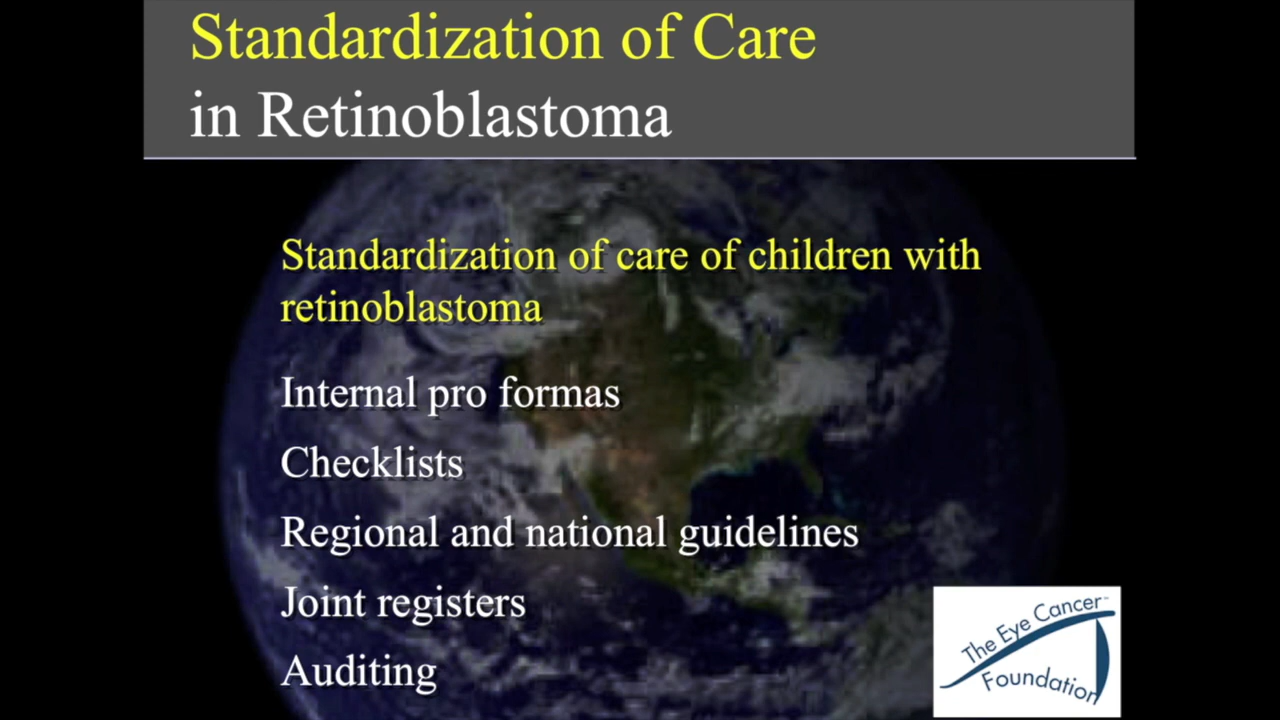 Standardization of Care
in Retinoblastoma
Standardization of care of children with
retinoblastoma
Internal pro formas
Checklists
Regional and national guidelines
Joint registers
Auditing
The Eye Cancer™
Foundation